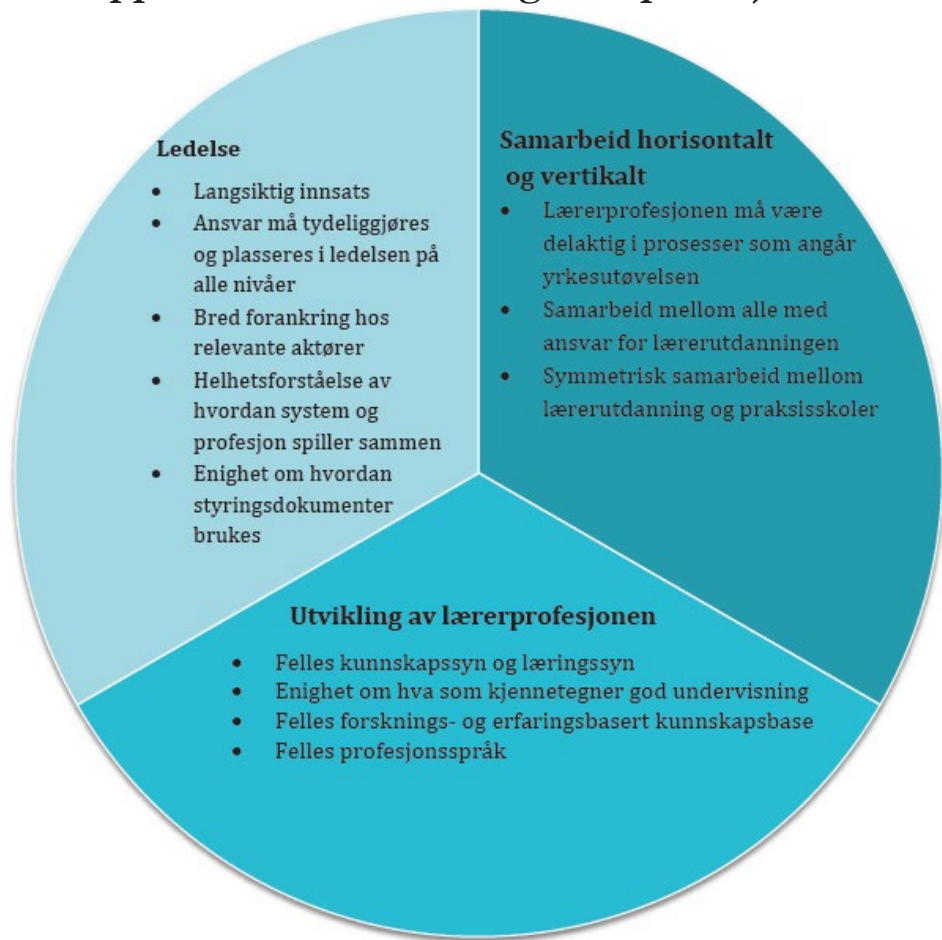 Ledelse
• Langsiktig innsats
• Ansvar må tydeliggjøres
og plasseres i ledelsen på
alle nivåer
• Bred forankring hos
relevante aktører
• Helhetsforståelse av
hvordan system og
profesjon spiller sammen
• Enighet om hvordan
styringsdokumenter
brukes
Samarbeid horisontalt
og vertikalt
• Lærerprofesjonen må være
delaktig i prosesser som angår
yrkesutøvelsen
• Samarbeid mellom alle med
ansvar for lærerutdanningen
• Symmetrisk samarbeid mellom
lærerutdanning og praksisskoler
Utvikling av lærerprofesjonen
• Felles kunnskapssyn og læringssyn
• Enighet om hva som kjennetegner god undervisning
• Felles forsknings- og erfaringsbasert kunnskapsbase
• Felles profesjonsspråk